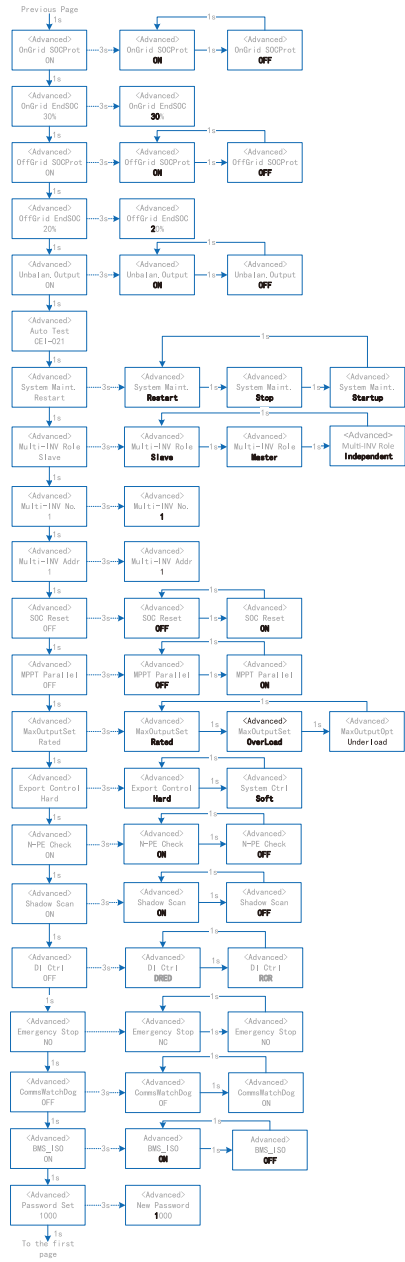 Previous Page
1s
<Advanced>
OnGrid SOCProt
ON
3s
<Advanced>
OnGrid SOCProt
ON
1s
<Advanced>
OnGrid SOCProt
OFF
1s
1s
<Advanced>
OnGrid EndSOC
30%
3s
<Advanced>
OnGrid EndSOC
30%
1s
<Advanced>
OffGrid SOCProt
ON
3s
<Advanced>
OffGrid SOCProt
ON
1s
<Advanced>
OffGrid SOCProt
OFF
1s
1s
<Advanced>
OffGrid EndSOC
20%
3s
<Advanced>
OffGrid EndSOC
20%
1s
<Advanced>
Unbalan.Output
ON
3s
<Advanced>
Unbalan.Output
ON
1s
<Advanced>
Unbalan.Output
OFF
1s
1s
<Advanced>
Auto Test
CEI-021
1s
<Advanced>
System Maint.
Restart
3s
<Advanced>
System Maint.
Restart
1s
<Advanced>
System Maint.
Stop
1s
<Advanced>
System Maint.
Startup
1s
1s
<Advanced>
Multi-INV Role
Slave
3s
<Advanced>
Multi-INV Role
Slave
1s
<Advanced>
Multi-INV Role
Master
1s
<Advanced>
Multi-INV Role
Independent
1s
1s
<Advanced>
Multi-INV No.
1
3s
<Advanced>
Multi-INV No.
1
1s
<Advanced>
Multi-INV Addr
1
3s
<Advanced>
Multi-INV Addr
1
1s
<Advanced>
SOC Reset
OFF
3s
<Advanced>
SOC Reset
OFF
1s
<Advanced>
SOC Reset
ON
1s
1s
<Advanced>
MPPT Parallel
OFF
3s
<Advanced>
MPPT Parallel
OFF
1s
<Advanced>
MPPT Parallel
ON
1s
1s
<Advanced>
MaxOutputSet
Rated
3s
<Advanced>
MaxOutputSet
Rated
1s
<Advanced>
MaxOutputSet
OverLoad
1s
<Advanced>
MaxOutputOpt
Underload
1s
1s
<Advanced>
Export Control
Hard
3s
<Advanced>
Export Control
Hard
1s
<Advanced>
System Ctrl
Soft
1s
1s
<Advanced>
N-PE Check
ON
3s
<Advanced>
N-PE Check
ON
1s
<Advanced>
N-PE Check
OFF
1s
1s
<Advanced>
Shadow Scan
ON
3s
<Advanced>
Shadow Scan
ON
1s
<Advanced>
Shadow Scan
OFF
1s
1s
<Advanced>
DI Ctrl
OFF
3s
<Advanced>
DI Ctrl
DRED
1s
<Advanced>
DI Ctrl
RCR
1s
1s
<Advanced>
Emergency Stop
NO
<Advanced>
Emergency Stop
NC
1s
<Advanced>
Emergency Stop
NO
1s
1s
<Advanced>
CommsWatchDog
OFF
3s
<Advanced>
CommsWatchDog
OF
1s
<Advanced>
CommsWatchDog
ON
1s
1s
<Advanced>
BMS_ISO
ON
3s
<Advanced>
BMS_ISO
ON
1s
<Advanced>
BMS_ISO
OFF
1s
1s
<Advanced>
Password Set
1000
3s
<Advanced>
New Password
1000
1s
To the first
page